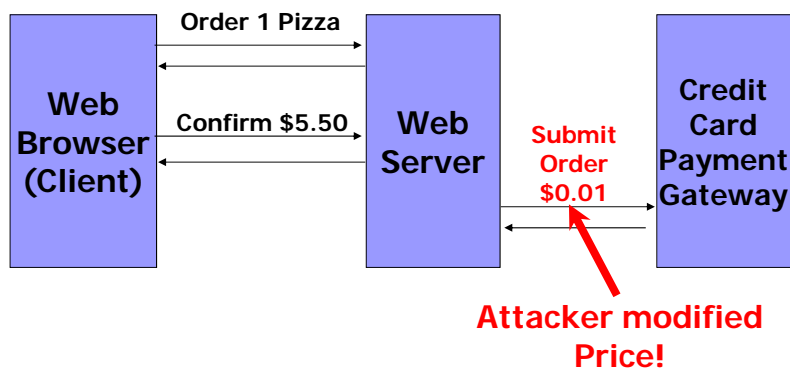 Order 1 Pizza
Web
Browser
(Client)
Confirm $5.50
Web
Server
Submit
Order
$0.01
Credit
Card
Payment
Gateway
Attacker modified
Price!